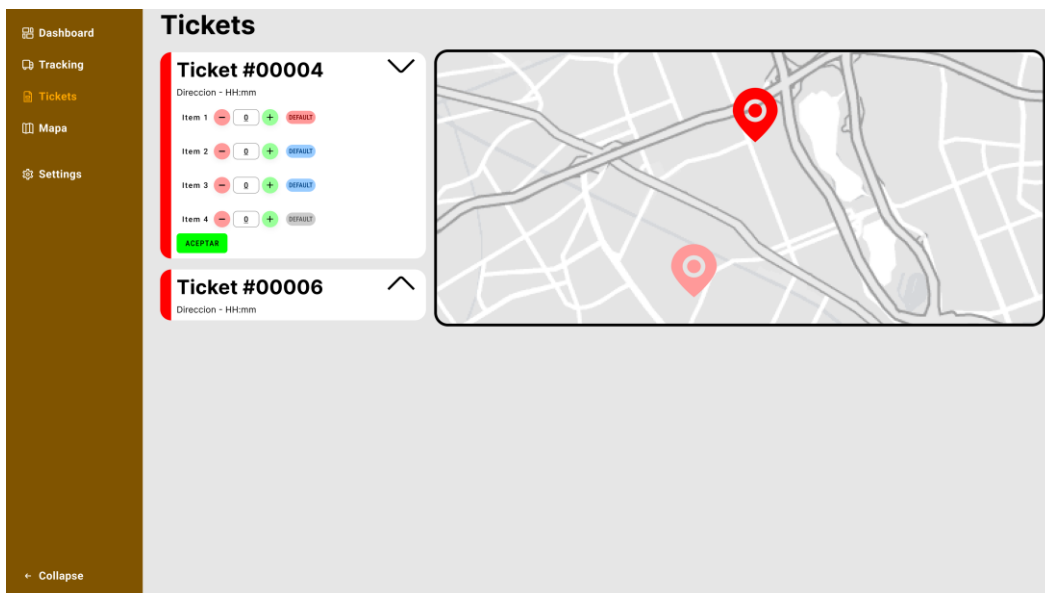 Dashboard
Tracking
Tickets
Mapa
Settings
Collapse
Tickets
Ticket #00004
Direccion - HH:mm
Item 1 − 0 + DEFAULT
Item 2 − 0 + DEFAULT
Item 3 − 0 + DEFAULT
Item 4 − 0 + DEFAULT
ACEPTAR
Ticket #00006
Direccion - HH:mm